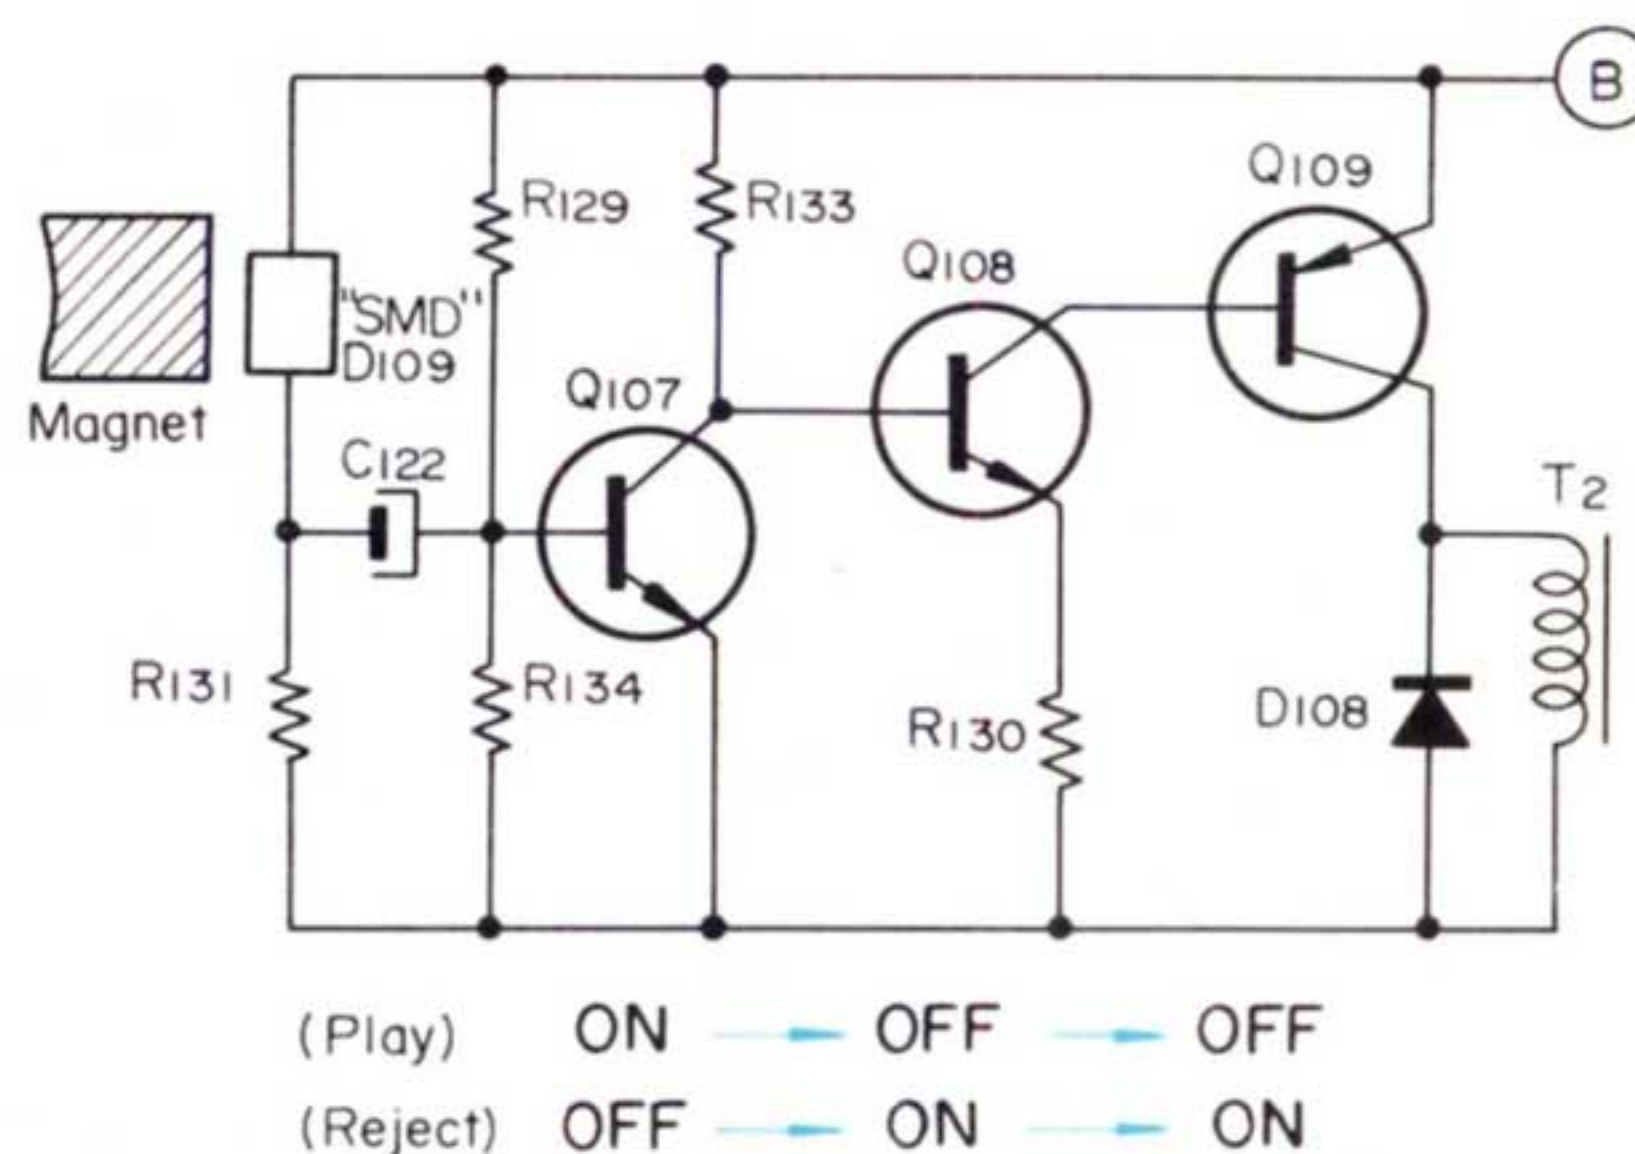 B
Q109
R129
R133
Q108
"SMD"
D109
Magnet
Q107
C122
T2
R131
R134
R130
D108
(Play) ON OFF OFF
(Reject) OFF ON ON